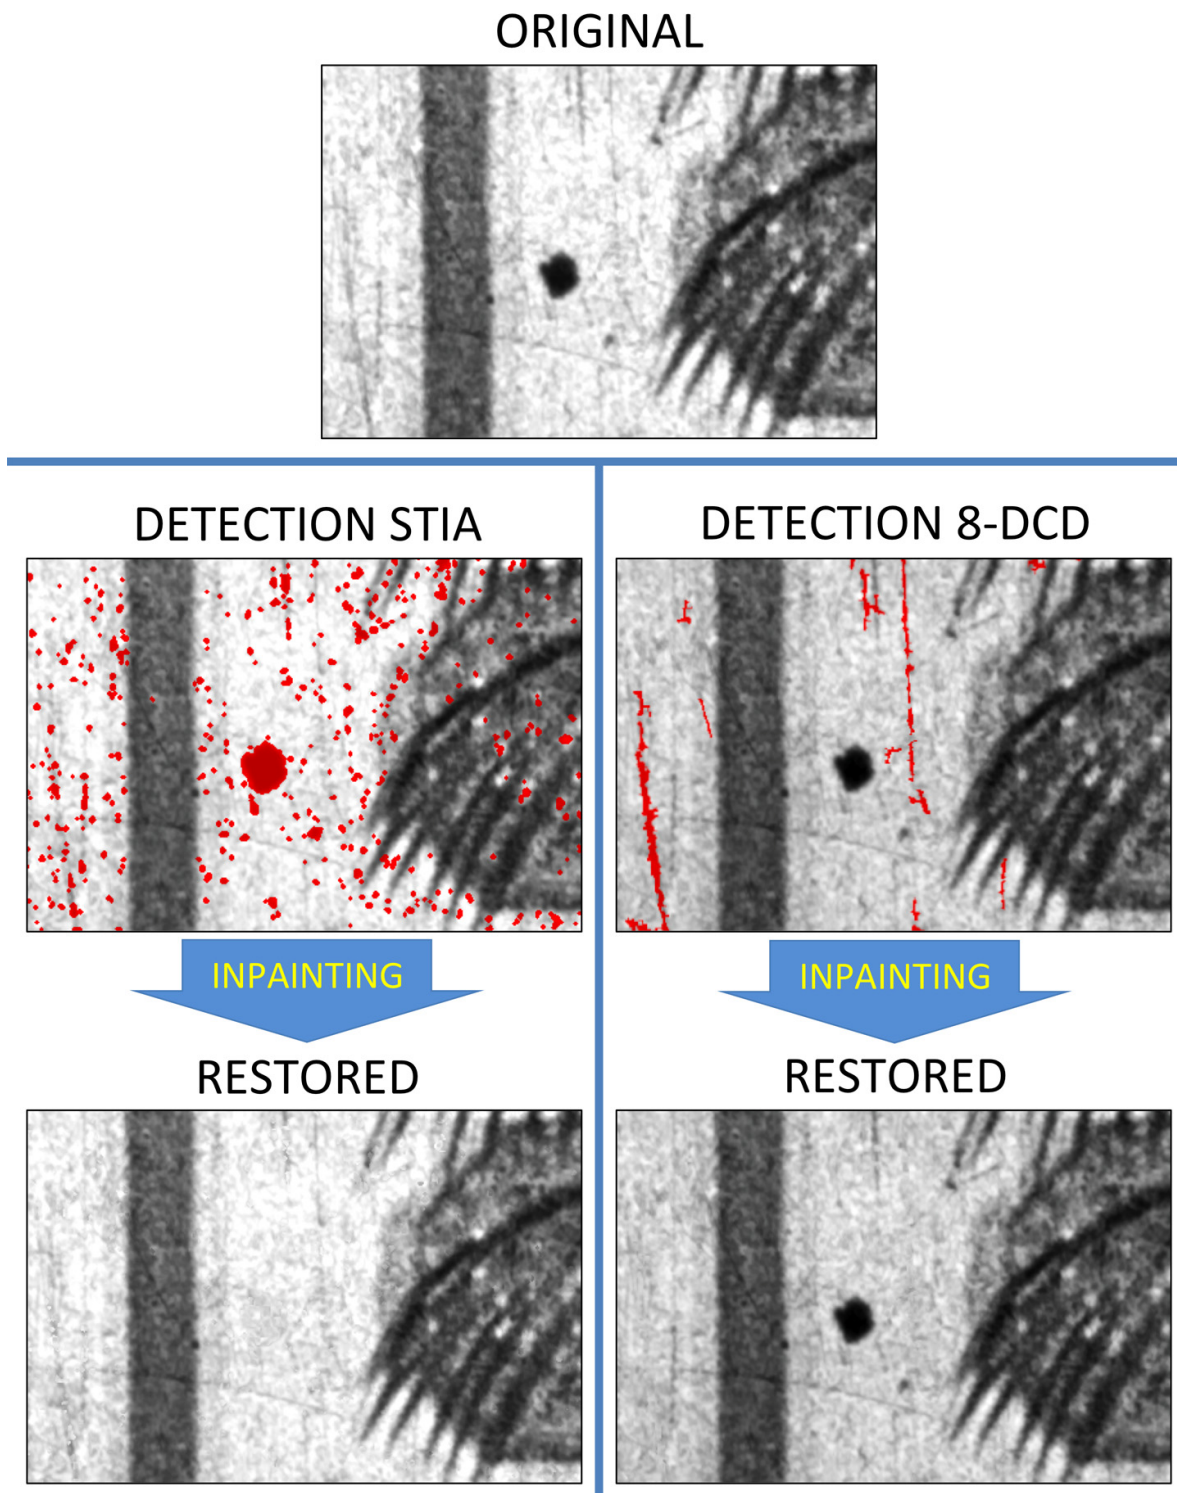 ORIGINAL
DETECTION STIA
DETECTION 8-DCD
INPAINTING
INPAINTING
RESTORED
RESTORED